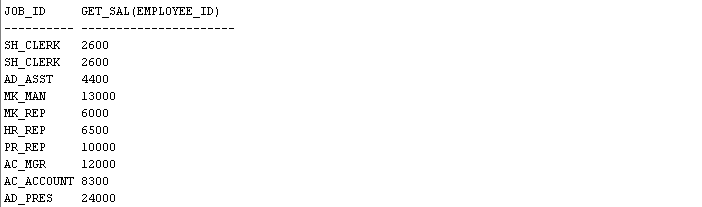 JOB_ID     GET_SAL(EMPLOYEE_ID)
---------- ----------------------
SH_CLERK   2600
SH_CLERK   2600
AD_ASST    4400
MK_MAN     13000
MK_REP     6000
HR_REP     6500
PR_REP     10000
AC_MGR     12000
AC_ACCOUNT 8300
AD_PRES    24000